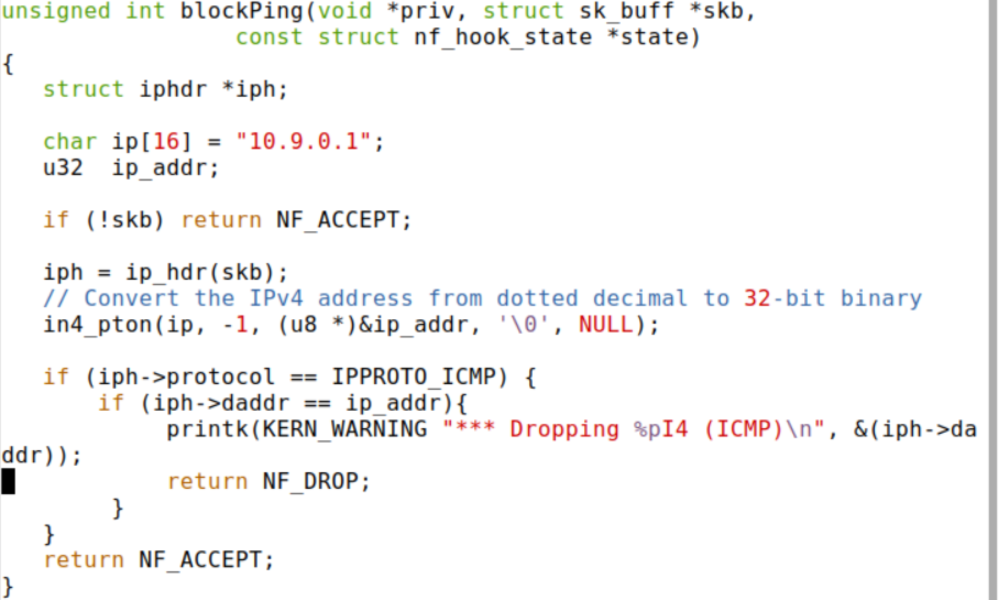 unsigned int blockPing(void *priv, struct sk_buff *skb,
                 const struct nf_hook_state *state)
{
   struct iphdr *iph;

   char ip[16] = "10.9.0.1";
   u32  ip_addr;

   if (!skb) return NF_ACCEPT;

   iph = ip_hdr(skb);
   // Convert the IPv4 address from dotted decimal to 32-bit binary
   in4_pton(ip, -1, (u8 *)&ip_addr, '\0', NULL);

   if (iph->protocol == IPPROTO_ICMP) {
       if (iph->daddr == ip_addr){
            printk(KERN_WARNING "*** Dropping %pI4 (ICMP)\n", &(iph->da
ddr));
            return NF_DROP;
        }
   }
   return NF_ACCEPT;
}